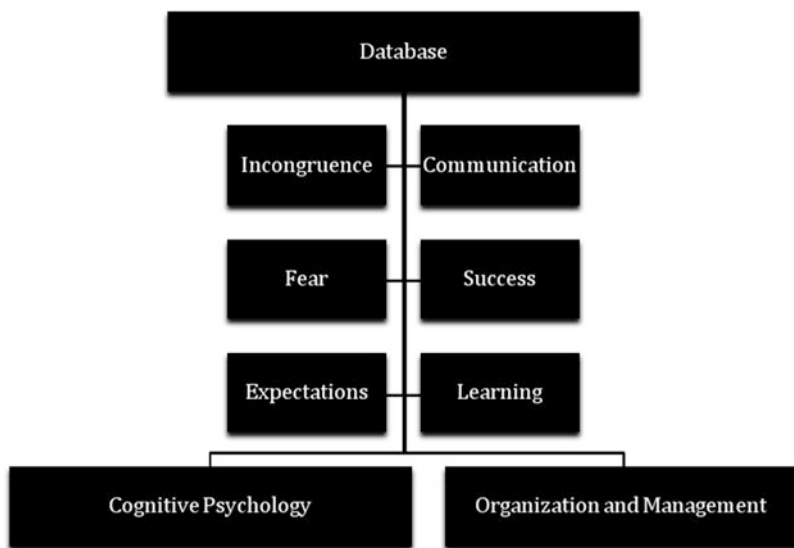 Database
Incongruence
Communication
Fear
Success
Expectations
Learning
Cognitive Psychology
Organization and Management